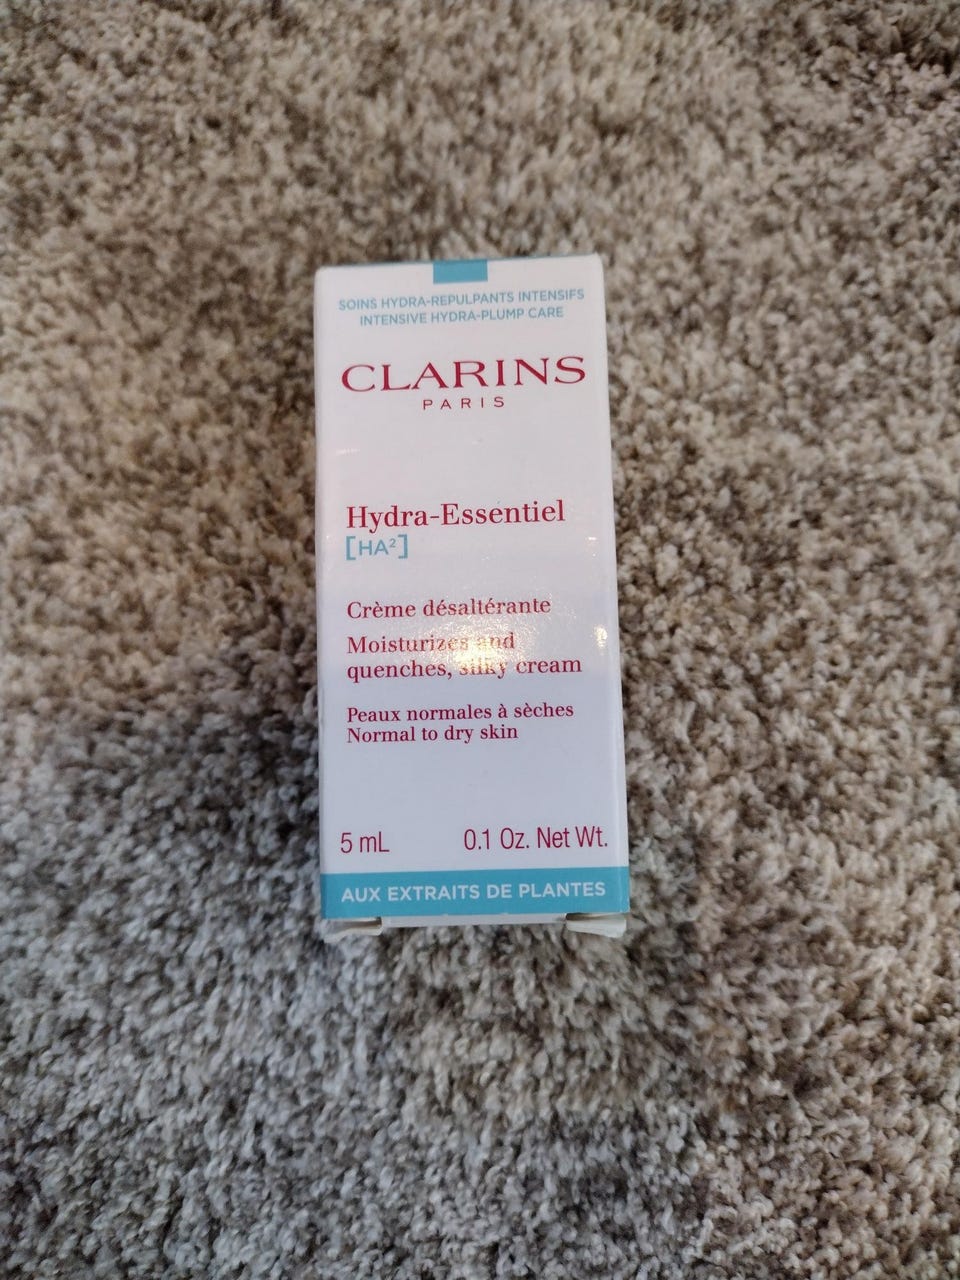 SOINS HYDRA-REPULPANTS INTENSIFS
INTENSIVE HYDRA-PLUMP CARE
CLARINS
PARIS
Hydra-Essentiel
[HA²]
Crème désaltérante
Moisturizes and
quenches, silky cream
Peaux normales à sèches
Normal to dry skin
5 mL 0.1 Oz. Net Wt.
AUX EXTRAITS DE PLANTES